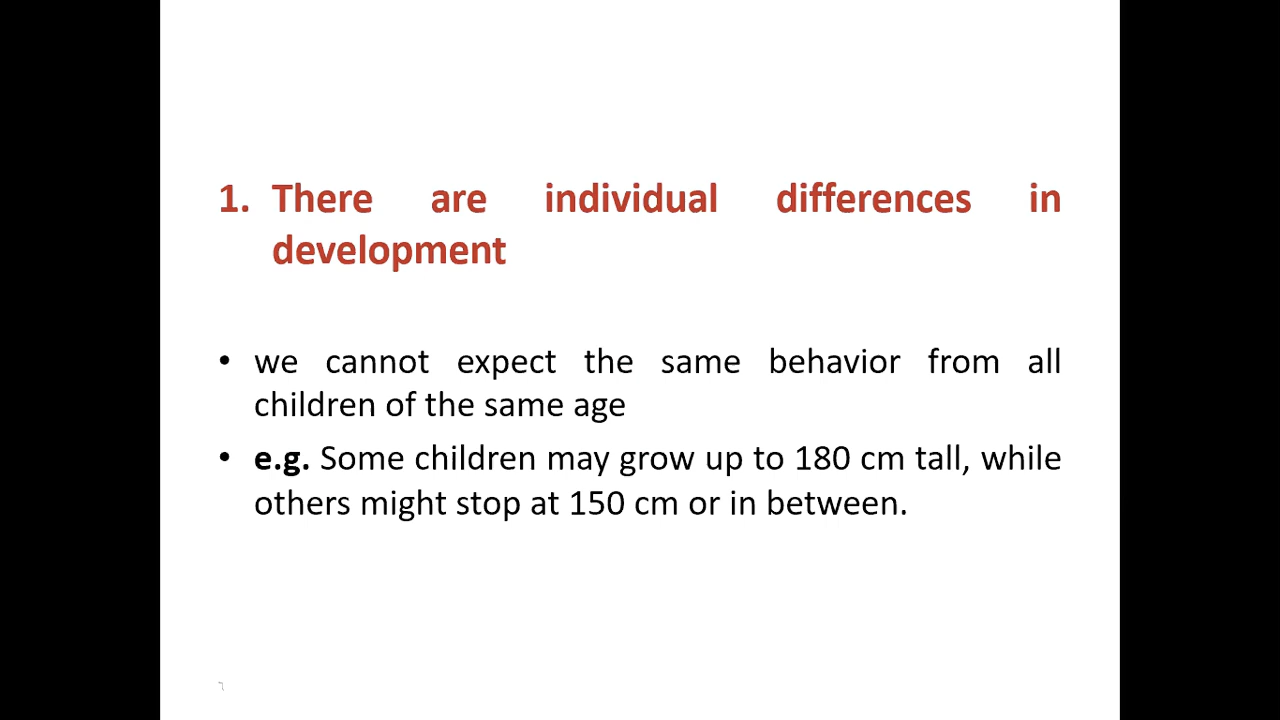 1. There are individual differences in
development
• we cannot expect the same behavior from all
children of the same age
• e.g. Some children may grow up to 180 cm tall, while
others might stop at 150 cm or in between.
٦